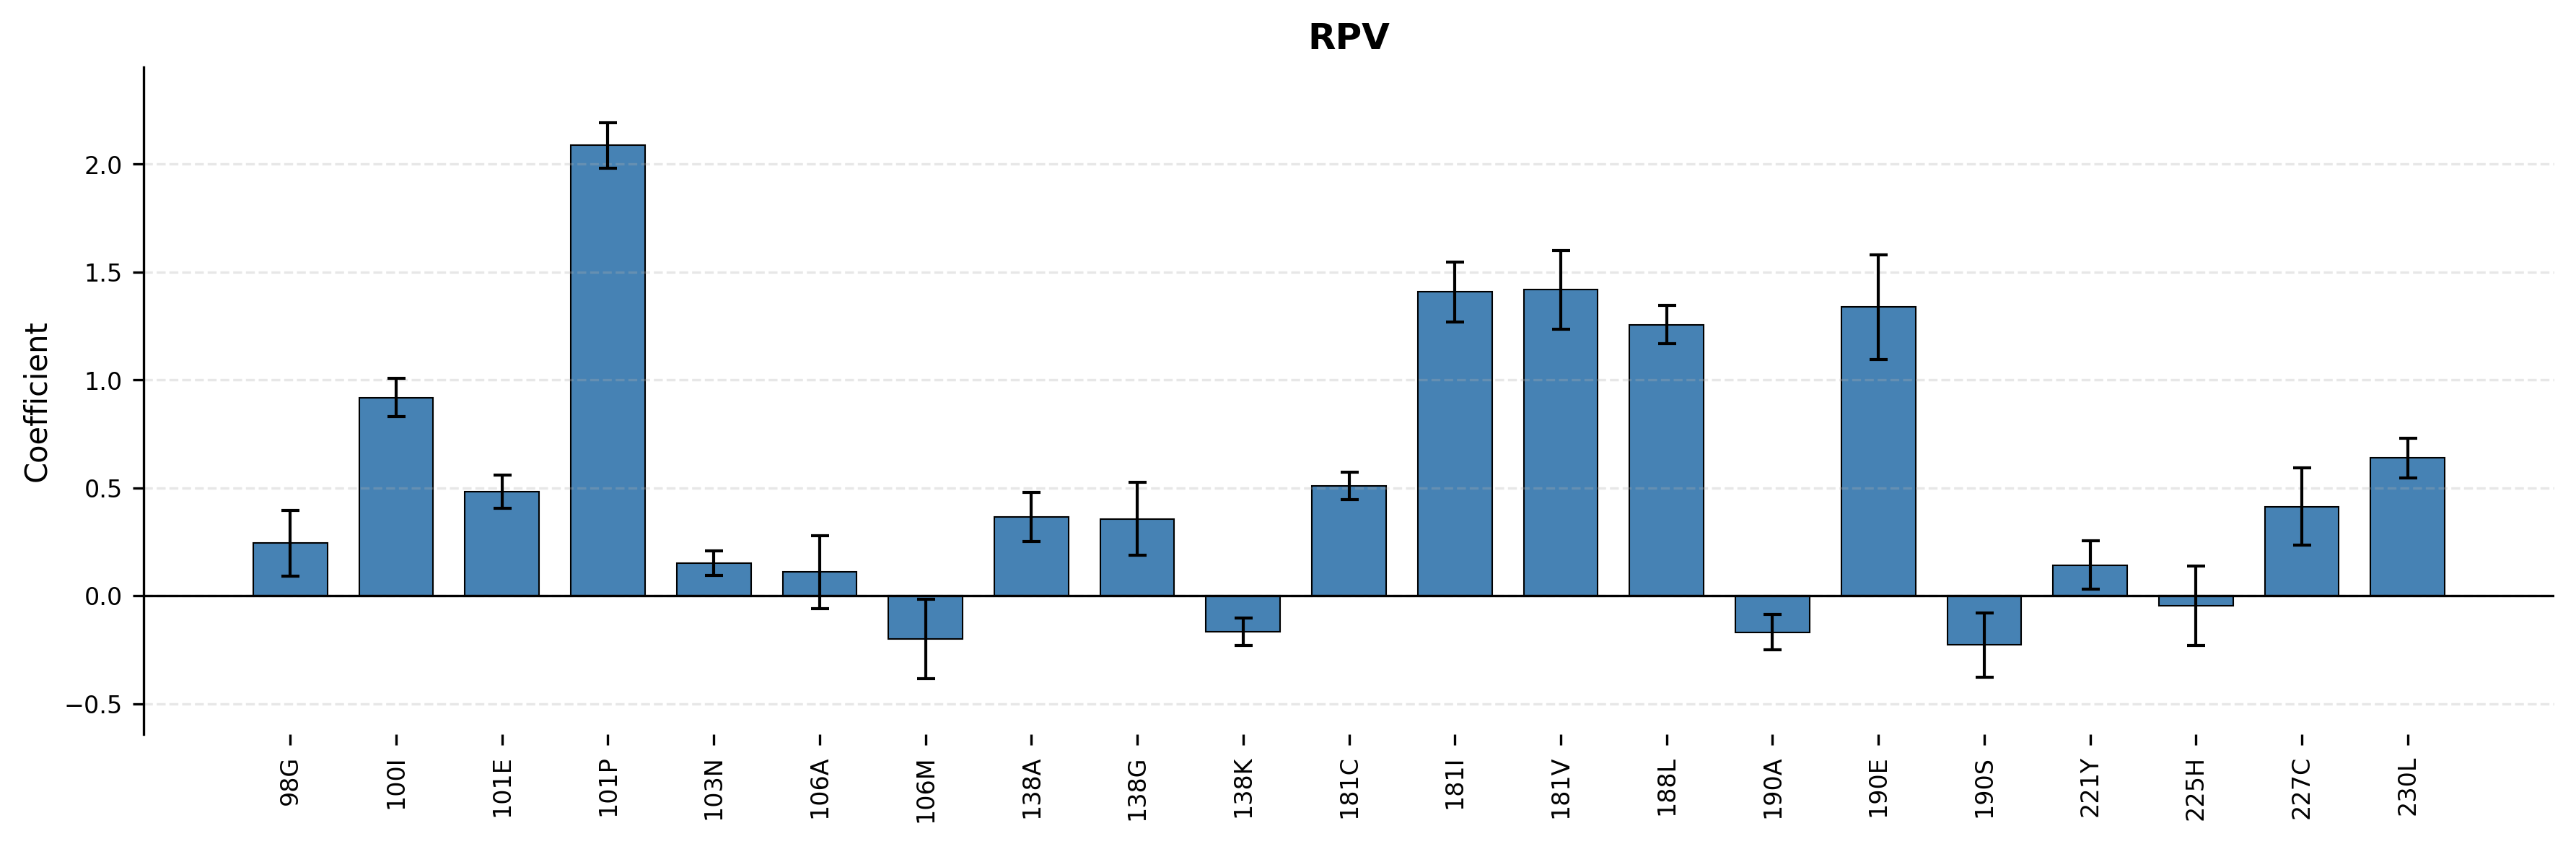 RPV
Coefficient
2.0
1.5
1.0
0.5
0.0
−0.5
98G
100I
101E
101P
103N
106A
106M
138A
138G
138K
181C
181I
181V
188L
190A
190E
190S
221Y
225H
227C
230L